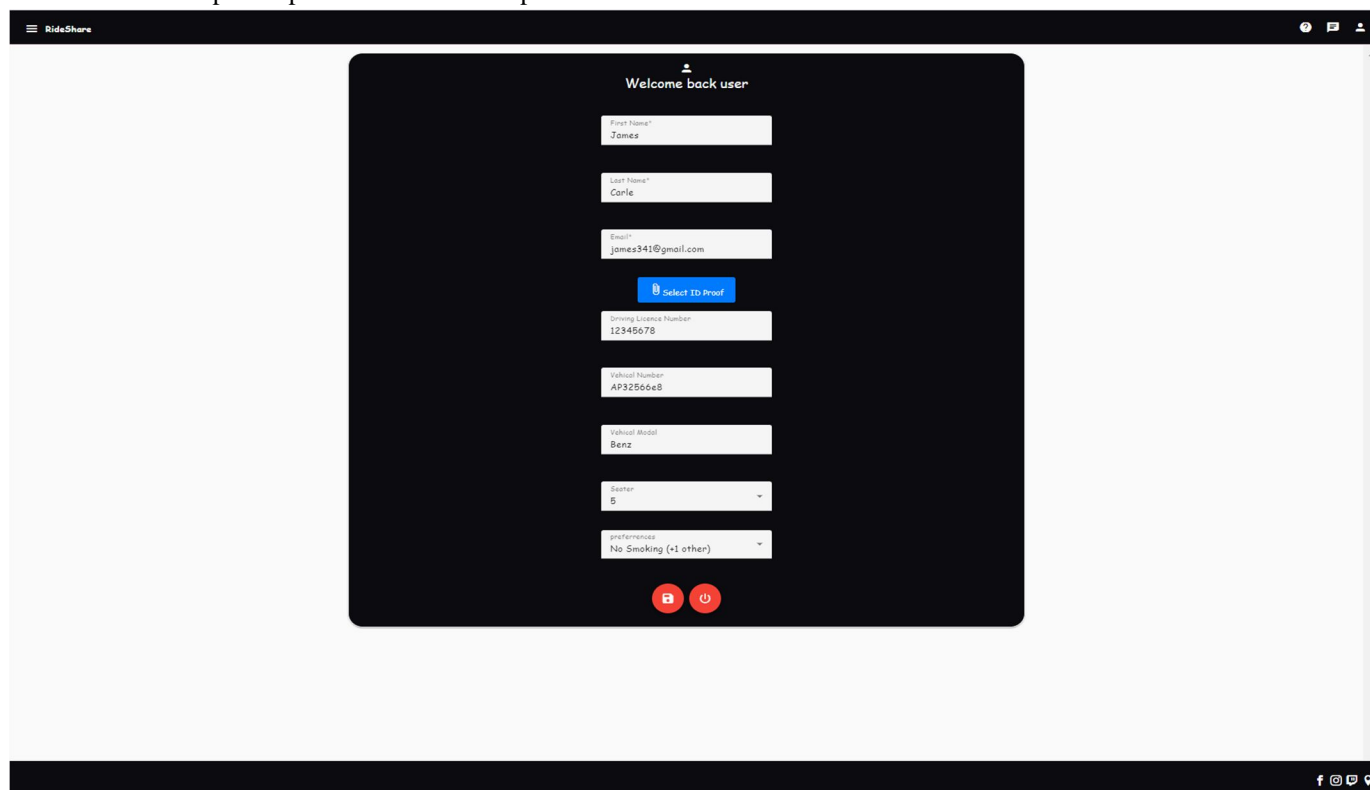 RideShare
Welcome back user
First Name*
James
Last Name*
Carle
Email*
james341@gmail.com
Select ID Proof
Driving Licence Number
12345678
Vehical Number
AP32566e8
Vehical Modal
Benz
Seater
5
preferrences
No Smoking (+1 other)